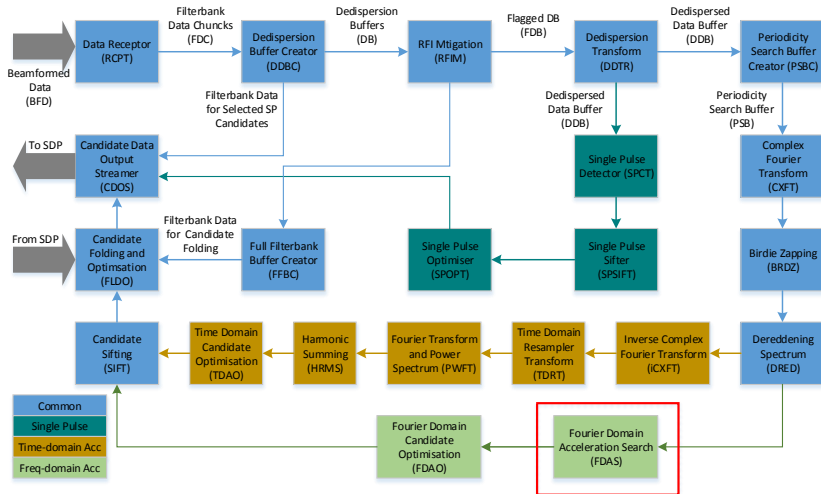 Data Receptor
(RCPT)
Filterbank
Data Chuncks
(FDC)
Dedispersion
Buffer Creator
(DDBC)
Dedispersion
Buffers
(DB)
RFI Mtigation
(RFIM)
Flagged DB
(FDB)
Dedispersion
Transform
(DDTR)
Dedispersed
Data Buffer
(DDB)
Periodicity
Search Buffer
Creator (PSBC)
Beamformed
Data
(BFD)
Filterbank Data
for Selected SP
Candidates
Dedispersed
Data Buffer
(DDB)
Periodicity
Search Buffer
(PSB)
To SDP
Candidate Data
Output
Streamer
(CDOS)
Single Pulse
Detector (SPCT)
Complex
Fourier
Transform
(CXFT)
From SDP
Candidate
Folding and
Optimsation
(FLDO)
Filterbank Data
for Candidate
Folding
Full Filterbank
Buffer Creator
(FFBC)
Single Pulse
Optimiser
(SPOPT)
Single Pulse
Sifter
(SPSIFT)
Birdie Zapping
(BRDZ)
Candidate
Sifting
(SIFT)
Time Domain
Candidate
Optimisation
(TDAO)
Harmonic
Summing
(HRMS)
Fourier Transform
and Power
Spectrum (PWFT)
Time Domain
Resampler
Transform
(TDRT)
Inverse Complex
Fourier Transform
(iCXFT)
Dereddening
Spectrum
(DRED)
Common
Single Pulse
Time-domain Acc
Freq-domain Acc
Fourier Domain
Candidate
Optimisation
(FDAO)
Fourier Domain
Acceleration Search
(FDAS)